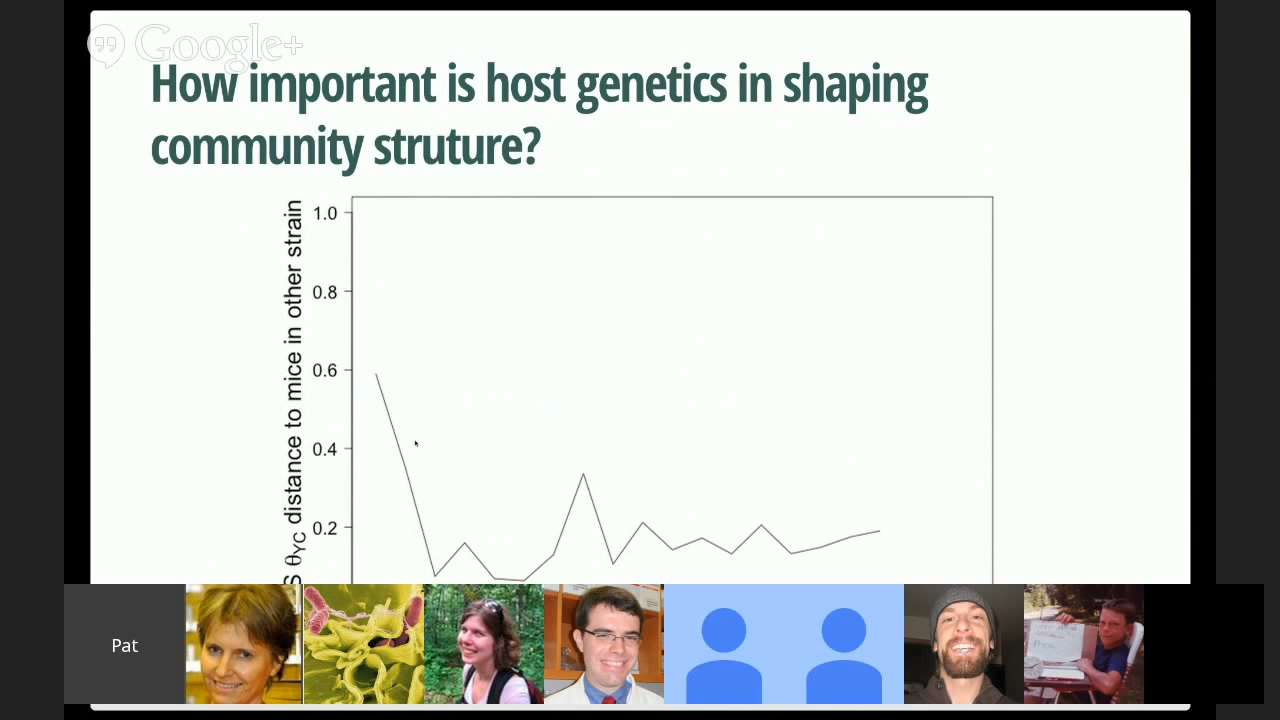 Google+
How important is host genetics in shaping
community struture?
S θYC distance to mice in other strain
1.0
0.8
0.6
0.4
0.2
Pat